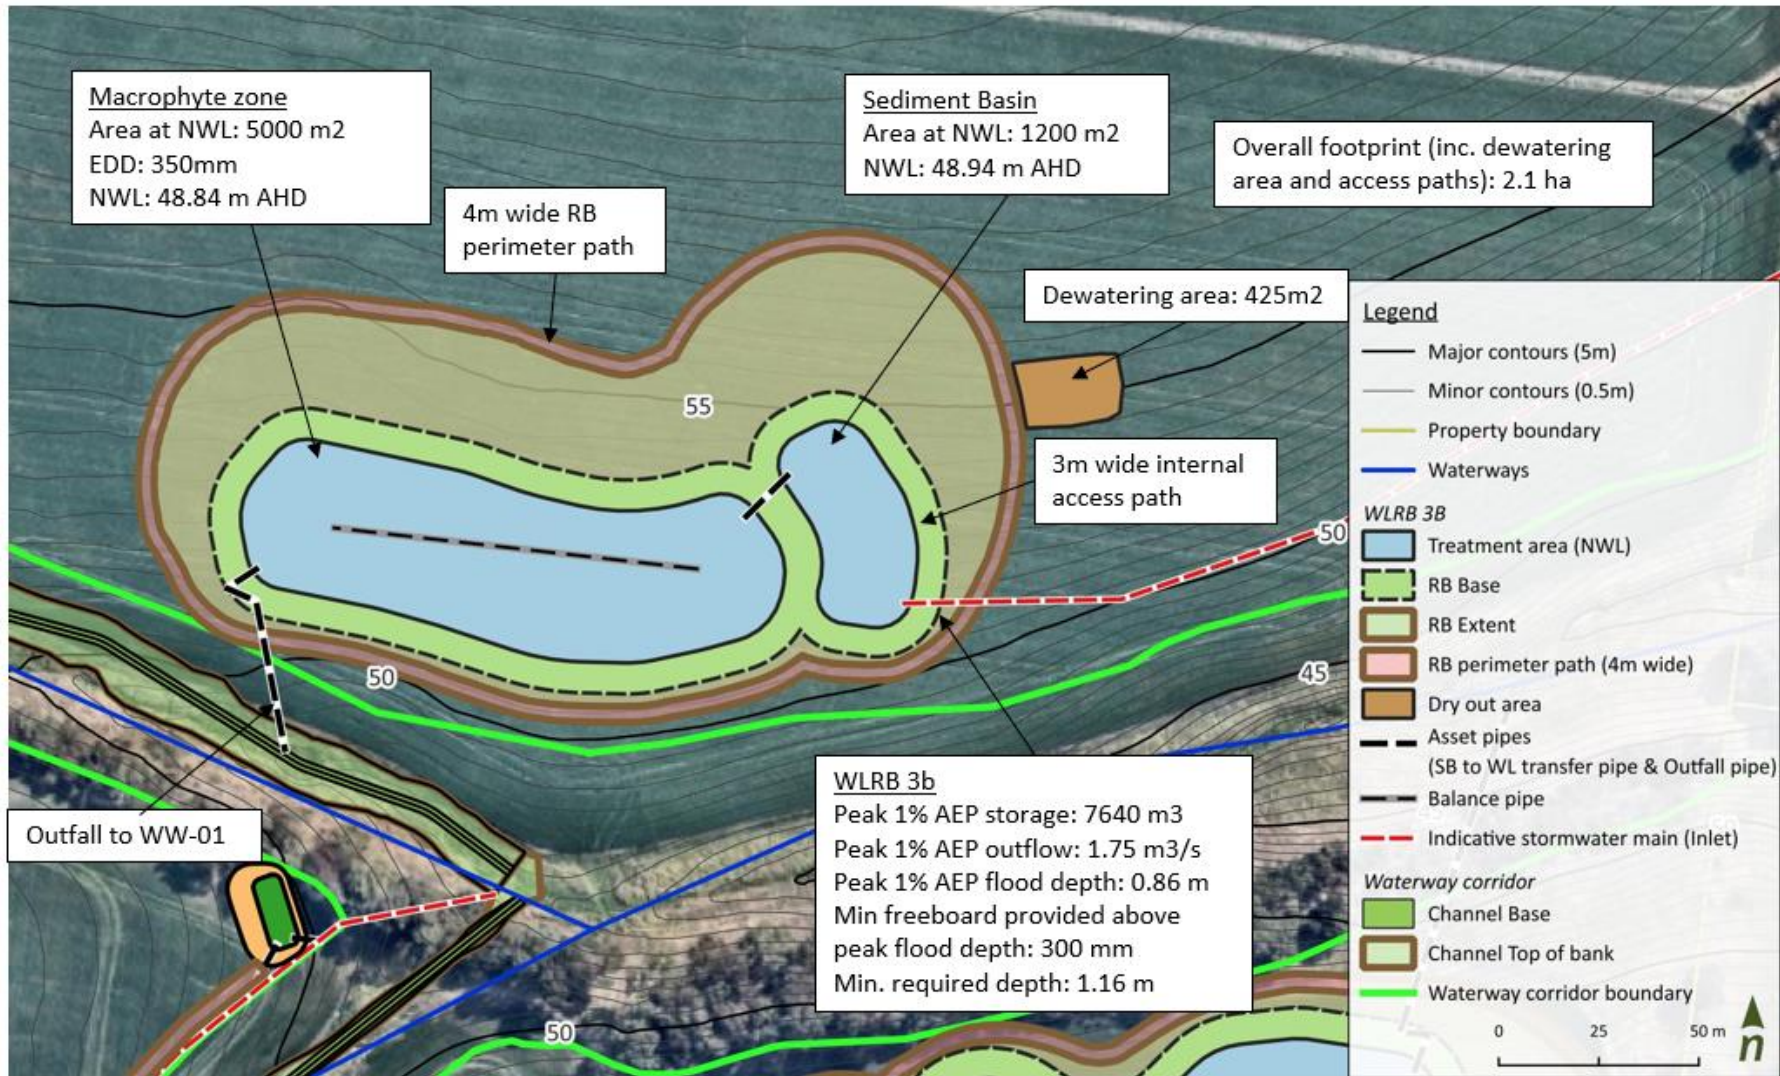 Macrophyte zone
Area at NWL: 5000 m2
EDD: 350mm
NWL: 48.84 m AHD
Sediment Basin
Area at NWL: 1200 m2
NWL: 48.94 m AHD
Overall footprint (inc. dewatering
area and access paths): 2.1 ha
4m wide RB
perimeter path
Dewatering area: 425m2
55
3m wide internal
access path
50
45
50
Outfall to WW-01
WLRB 3b
Peak 1% AEP storage: 7640 m3
Peak 1% AEP outflow: 1.75 m3/s
Peak 1% AEP flood depth: 0.86 m
Min freeboard provided above
peak flood depth: 300 mm
Min. required depth: 1.16 m
50
Legend
Major contours (5m)
Minor contours (0.5m)
Property boundary
Waterways
WLRB 3B
Treatment area (NWL)
RB Base
RB Extent
RB perimeter path (4m wide)
Dry out area
Asset pipes
(SB to WL transfer pipe & Outfall pipe)
Balance pipe
Indicative stormwater main (Inlet)
Waterway corridor
Channel Base
Channel Top of bank
Waterway corridor boundary
0 25 50 m
n